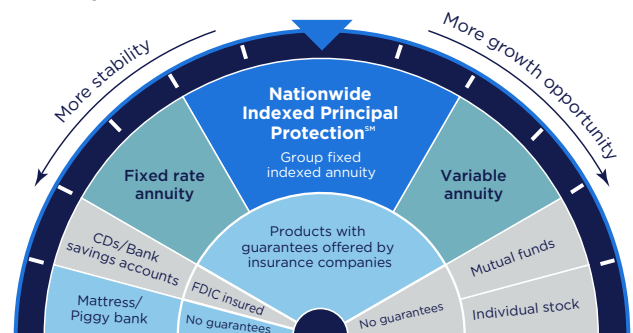 More stability
More growth opportunity
Nationwide
Indexed Principal
Protection℠
Group fixed
indexed annuity
Fixed rate
annuity
Variable
annuity
Products with
guarantees offered by
insurance companies
CDs/Bank
savings accounts
FDIC insured
Mutual funds
Mattress/
Piggy bank
No guarantees
No guarantees
Individual stock